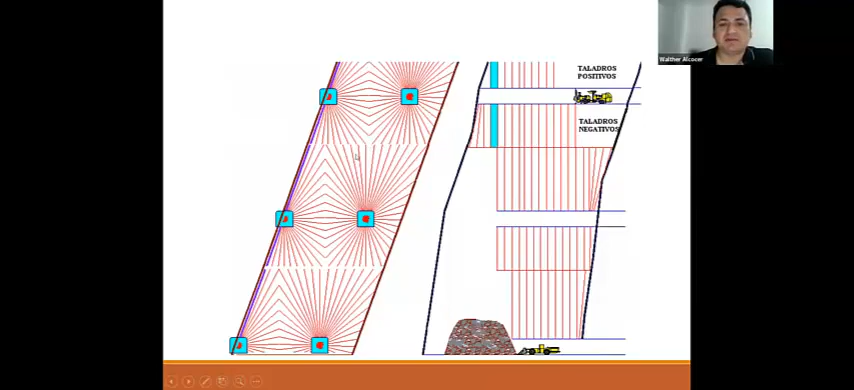 Walther Alcocer
TALADROS
POSITIVOS
TALADROS
NEGATIVOS